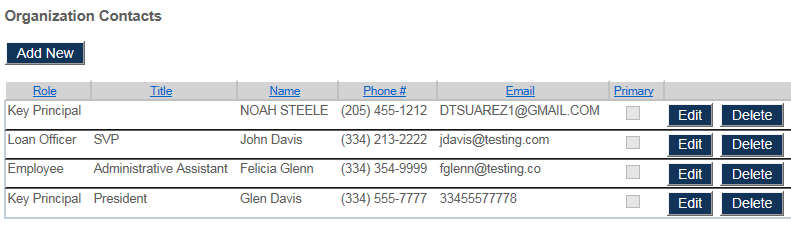 Organization Contacts
Add New
Role Title Name Phone # Email Primary
Key Principal NOAH STEELE (205) 455-1212 DTSUAREZ1@GMAIL.COM Edit Delete
Loan Officer SVP John Davis (334) 213-2222 jdavis@testing.com Edit Delete
Employee Administrative Assistant Felicia Glenn (334) 354-9999 fglenn@testing.co Edit Delete
Key Principal President Glen Davis (334) 555-7777 33455577778 Edit Delete